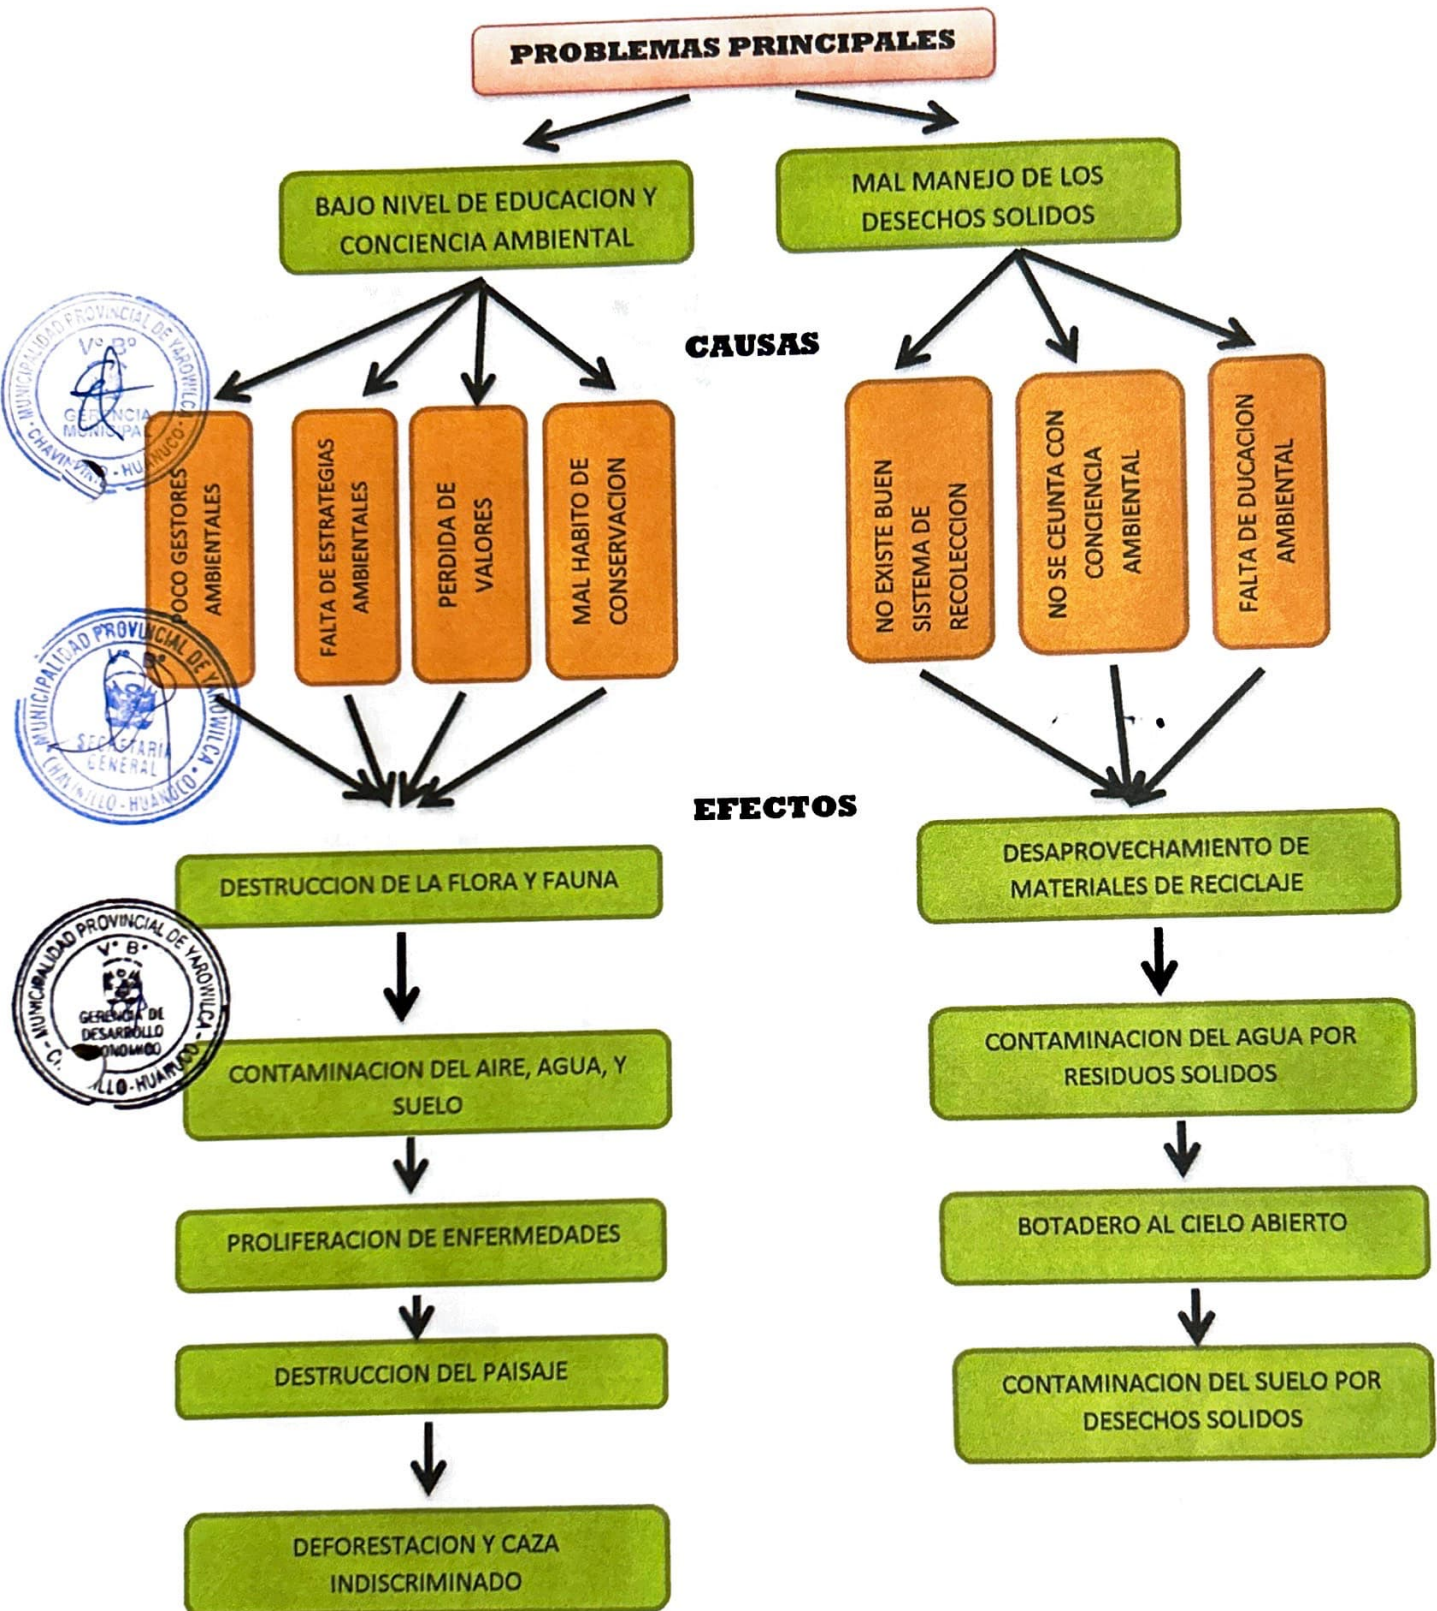 PROBLEMAS PRINCIPALES
BAJO NIVEL DE EDUCACION Y
CONCIENCIA AMBIENTAL
MAL MANEJO DE LOS
DESECHOS SOLIDOS
CAUSAS
POCO GESTORES
AMBIENTALES
FALTA DE ESTRATEGIAS
AMBIENTALES
PERDIDA DE
VALORES
MAL HABITO DE
CONSERVACION
NO EXISTE BUEN
SISTEMA DE
RECOLECCION
NO SE CEUNTA CON
CONCIENCIA
AMBIENTAL
FALTA DE DUCACION
AMBIENTAL
EFECTOS
DESTRUCCION DE LA FLORA Y FAUNA
CONTAMINACION DEL AIRE, AGUA, Y
SUELO
PROLIFERACION DE ENFERMEDADES
DESTRUCCION DEL PAISAJE
DEFORESTACION Y CAZA
INDISCRIMINADO
DESAPROVECHAMIENTO DE
MATERIALES DE RECICLAJE
CONTAMINACION DEL AGUA POR
RESIDUOS SOLIDOS
BOTADERO AL CIELO ABIERTO
CONTAMINACION DEL SUELO POR
DESECHOS SOLIDOS
MUNICIPALIDAD PROVINCIAL DE YAROWILCA
V° B°
GERENCIA
MUNICIPAL
MUNICIPALIDAD PROVINCIAL DE YAROWILCA
V° B°
SECRETARIA
GENERAL
CHAVINILLO - HUANUCO
MUNICIPALIDAD PROVINCIAL DE YAROWILCA
V° B°
GERENCIA DE
DESARROLLO